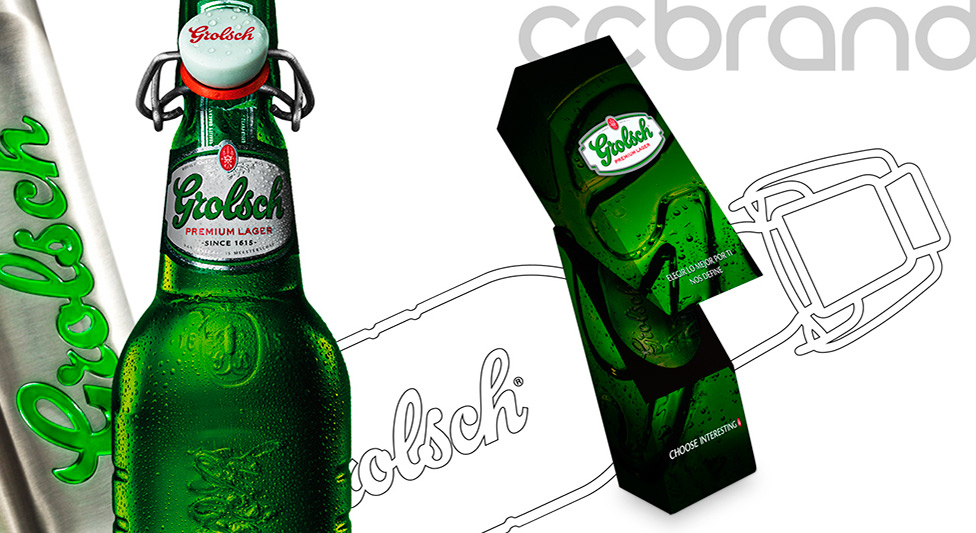 ccbrand
Grolsch
Grolsch
Grolsch
PREMIUM LAGER
·SINCE 1615·
Grolsch
PREMIUM LAGER
ELEGIR LO MEJOR POR TI
NOS DEFINE
Grolsch
CHOOSE INTERESTING
rolsch®